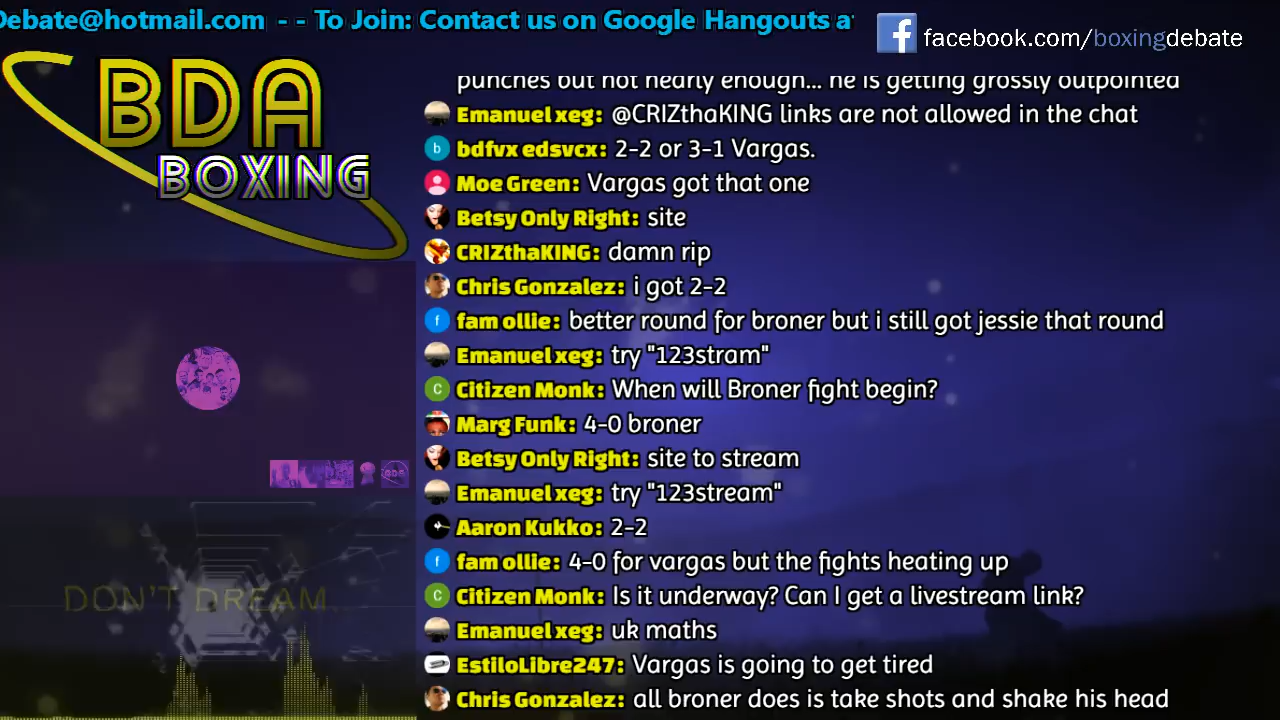 Debate@hotmail.com - - To Join: Contact us on Google Hangouts a
facebook.com/boxingdebate
BDA
BOXING
punches but not nearly enough... he is getting grossly outpointed
Emanuel xeg: @CRIZthaKING links are not allowed in the chat
b bdfvx edsvcx: 2-2 or 3-1 Vargas.
Moe Green: Vargas got that one
Betsy Only Right: site
CRIZthaKING: damn rip
Chris Gonzalez: i got 2-2
f fam ollie: better round for broner but i still got jessie that round
Emanuel xeg: try "123stram"
C Citizen Monk: When will Broner fight begin?
Marg Funk: 4-0 broner
Betsy Only Right: site to stream
Emanuel xeg: try "123stream"
Aaron Kukko: 2-2
f fam ollie: 4-0 for vargas but the fights heating up
C Citizen Monk: Is it underway? Can I get a livestream link?
Emanuel xeg: uk maths
EstiloLibre247: Vargas is going to get tired
Chris Gonzalez: all broner does is take shots and shake his head
DON'T DREAM